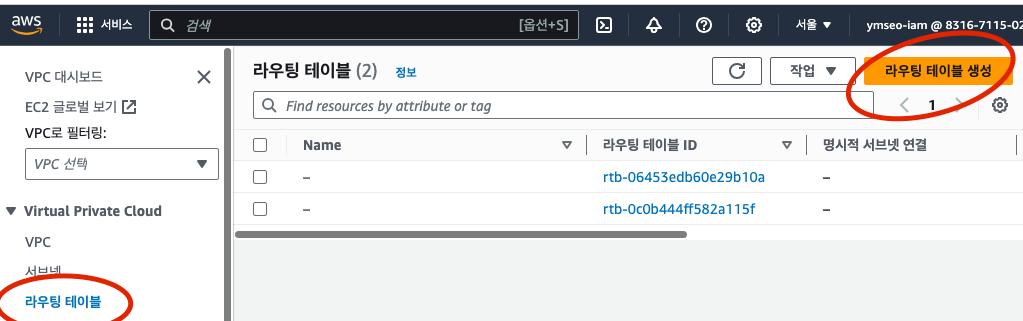 aws 서비스 검색 [옵션+S] 서울 ▼ ymseo-iam @ 8316-7115-02
VPC 대시보드
EC2 글로벌 보기
VPC로 필터링:
VPC 선택
Virtual Private Cloud
VPC
서브넷
라우팅 테이블
라우팅 테이블 (2) 정보 작업 ▼ 라우팅 테이블 생성
Find resources by attribute or tag 1
Name 라우팅 테이블 ID 명시적 서브넷 연결
– rtb-06453edb60e29b10a –
– rtb-0c0b444ff582a115f –